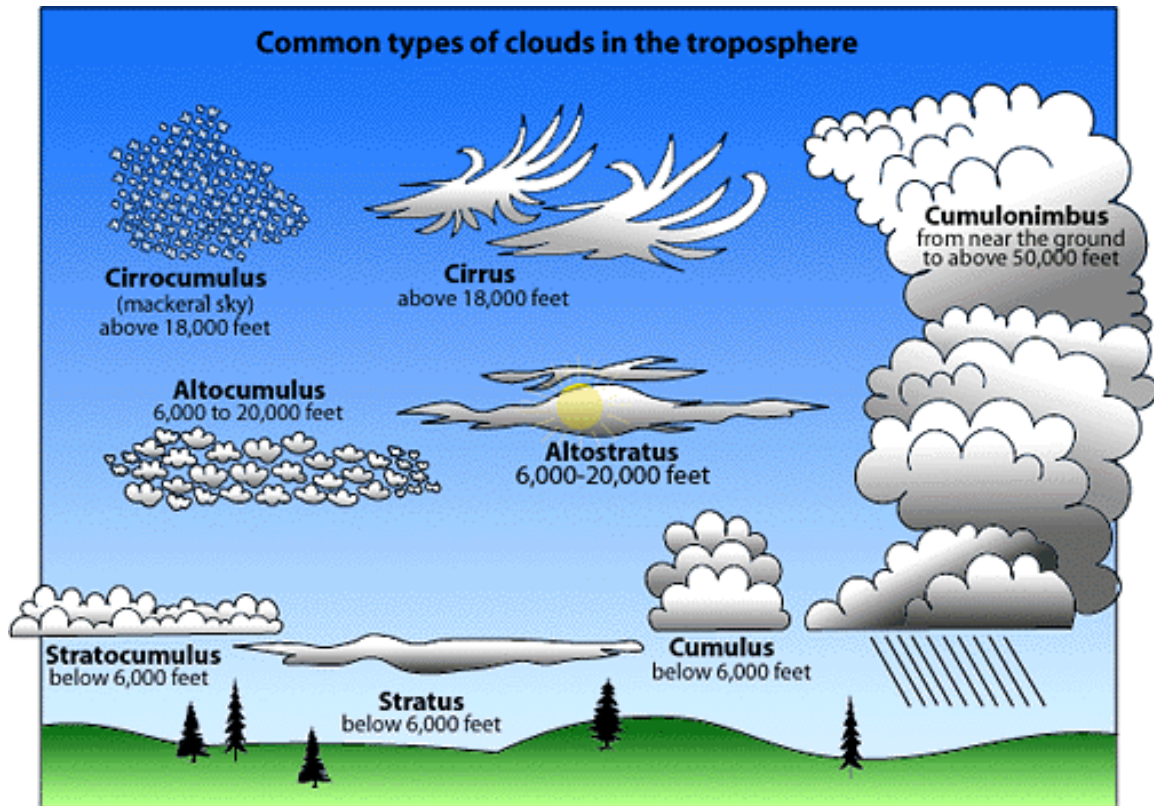 Common types of clouds in the troposphere
Cirrocumulus
(mackeral sky)
above 18,000 feet
Cirrus
above 18,000 feet
Cumulonimbus
from near the ground
to above 50,000 feet
Altocumulus
6,000 to 20,000 feet
Altostratus
6,000-20,000 feet
Stratocumulus
below 6,000 feet
Stratus
below 6,000 feet
Cumulus
below 6,000 feet